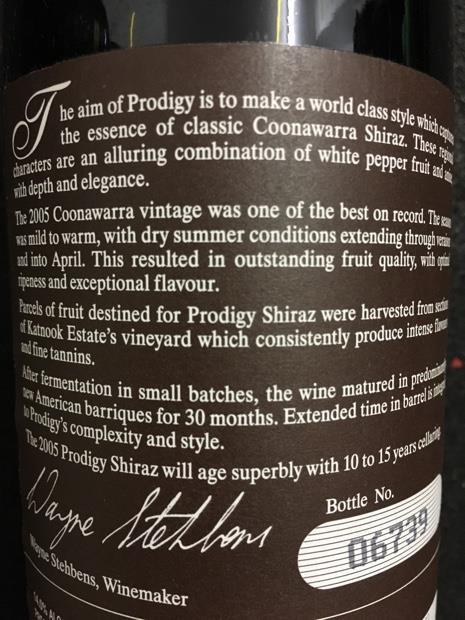 The aim of Prodigy is to make a world class style which
the essence of classic Coonawarra Shiraz. These
characters are an alluring combination of white pepper fruit and
with depth and elegance.
The 2005 Coonawarra vintage was one of the best on record. The
was mild to warm, with dry summer conditions extending through
and into April. This resulted in outstanding fruit quality, with
ripeness and exceptional flavour.
Parcels of fruit destined for Prodigy Shiraz were harvested from
of Katnook Estate's vineyard which consistently produce intense
and fine tannins.
After fermentation in small batches, the wine matured in
new American barriques for 30 months. Extended time in barrel is
to Prodigy's complexity and style.
The 2005 Prodigy Shiraz will age superbly with 10 to 15 years
Wayne Stehbens
Bottle No.
06739
Wayne Stehbens, Winemaker